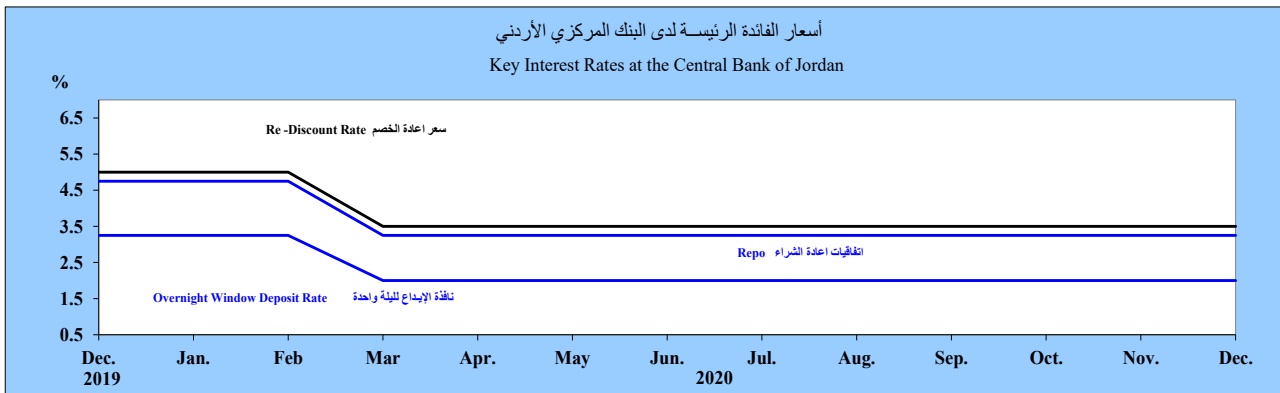 أسعار الفائدة الرئيســة لدى البنك المركزي الأردني
Key Interest Rates at the Central Bank of Jordan
%
6.5
5.5
4.5
3.5
2.5
1.5
0.5
Re -Discount Rate سعر اعادة الخصم
Repo اتفاقيات اعادة الشراء
Overnight Window Deposit Rate نافذة الإيـداع لليلة واحدة
Dec. Jan. Feb Mar Apr. May Jun. Jul. Aug. Sep. Oct. Nov. Dec.
2019 2020